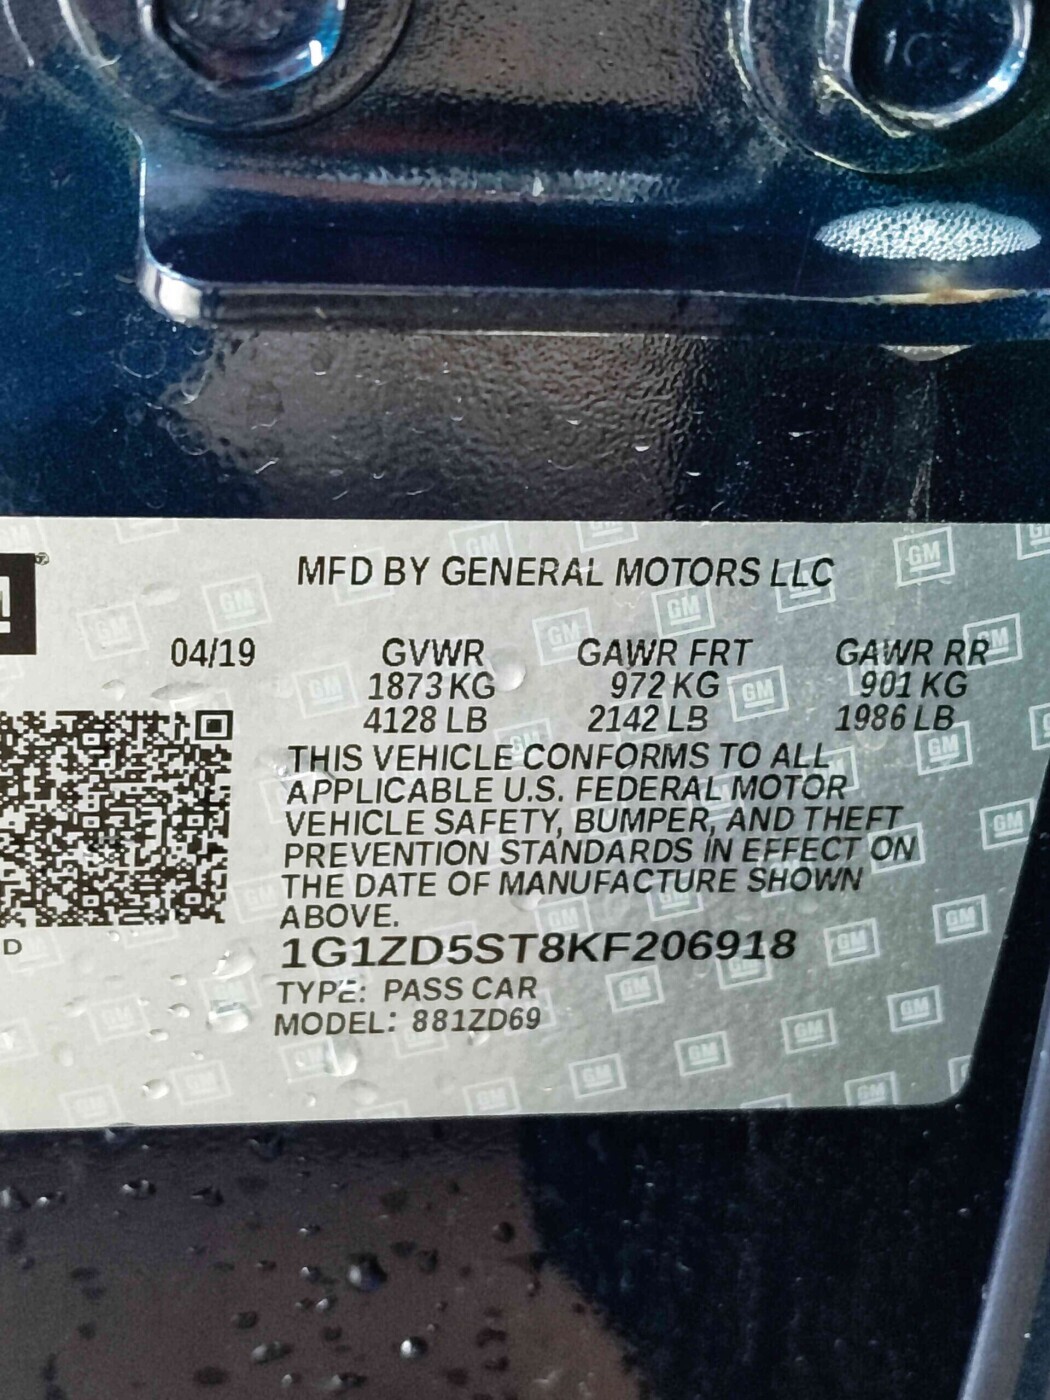 MFD BY GENERAL MOTORS LLC
04/19 GVWR GAWR FRT GAWR RR
1873 KG 972 KG 901 KG
4128 LB 2142 LB 1986 LB
THIS VEHICLE CONFORMS TO ALL
APPLICABLE U.S. FEDERAL MOTOR
VEHICLE SAFETY, BUMPER, AND THEFT
PREVENTION STANDARDS IN EFFECT ON
THE DATE OF MANUFACTURE SHOWN
ABOVE.
D
1G1ZD5ST8KF206918
TYPE: PASS CAR
MODEL: 881ZD69